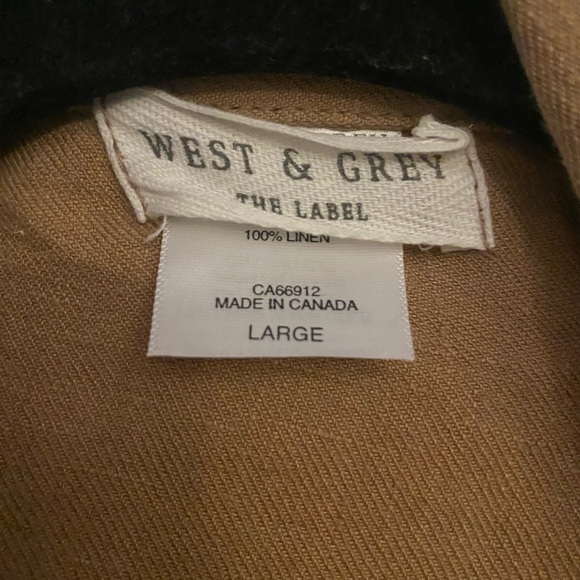 WEST & GREY
THE LABEL
100% LINEN
CA66912
MADE IN CANADA
LARGE